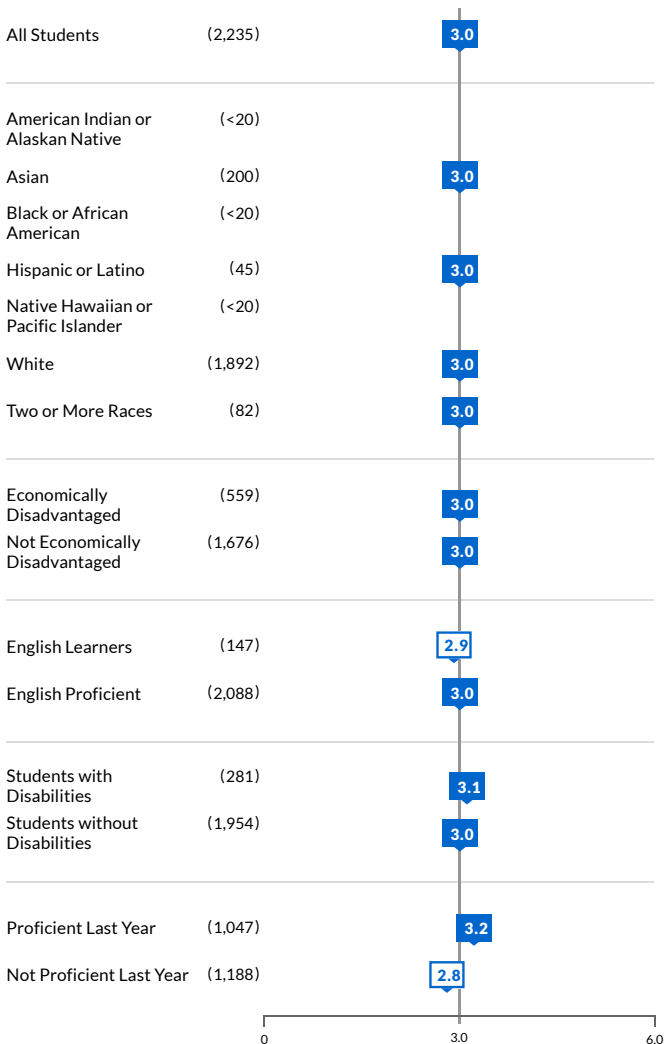 All Students (2,235) 3.0
American Indian or (<20)
Alaskan Native
Asian (200) 3.0
Black or African (<20)
American
Hispanic or Latino (45) 3.0
Native Hawaiian or (<20)
Pacific Islander
White (1,892) 3.0
Two or More Races (82) 3.0
Economically (559) 3.0
Disadvantaged
Not Economically (1,676) 3.0
Disadvantaged
English Learners (147) 2.9
English Proficient (2,088) 3.0
Students with (281) 3.1
Disabilities
Students without (1,954) 3.0
Disabilities
Proficient Last Year (1,047) 3.2
Not Proficient Last Year (1,188) 2.8
0 3.0 6.0